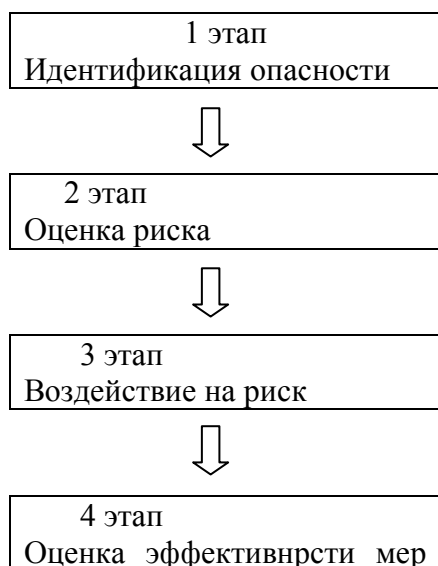 1 этап
Идентификация опасности
2 этап
Оценка риска
3 этап
Воздействие на риск
4 этап
Оценка эффективнрсти мер